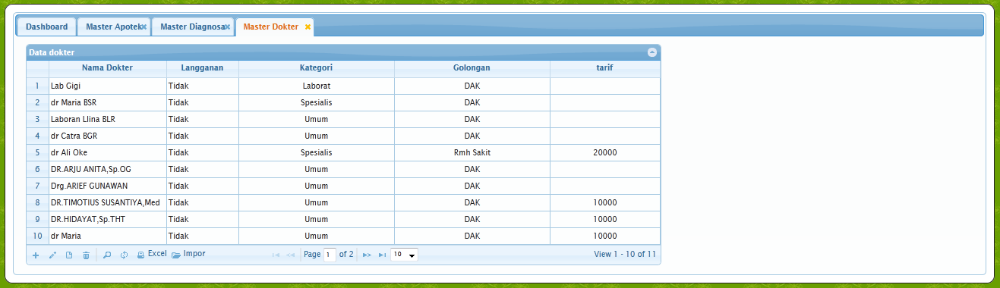 Dashboard Master Apotek Master Diagnosa Master Dokter
Data dokter
Nama Dokter Langganan Kategori Golongan tarif
1 Lab Gigi Tidak Laborat DAK
2 dr Maria BSR Tidak Spesialis DAK
3 Laboran Llina BLR Tidak Umum DAK
4 dr Catra BGR Tidak Umum DAK
5 dr Ali Oke Tidak Spesialis Rmh Sakit 20000
6 DR.ARJU ANITA,Sp.OG Tidak Umum DAK
7 Drg.ARIEF GUNAWAN Tidak Umum DAK
8 DR.TIMOTIUS SUSANTIYA,Med Tidak Umum DAK 10000
9 DR.HIDAYAT,Sp.THT Tidak Umum DAK 10000
10 dr Maria Tidak Umum DAK 10000
Excel Impor Page 1 of 2 10 View 1 - 10 of 11